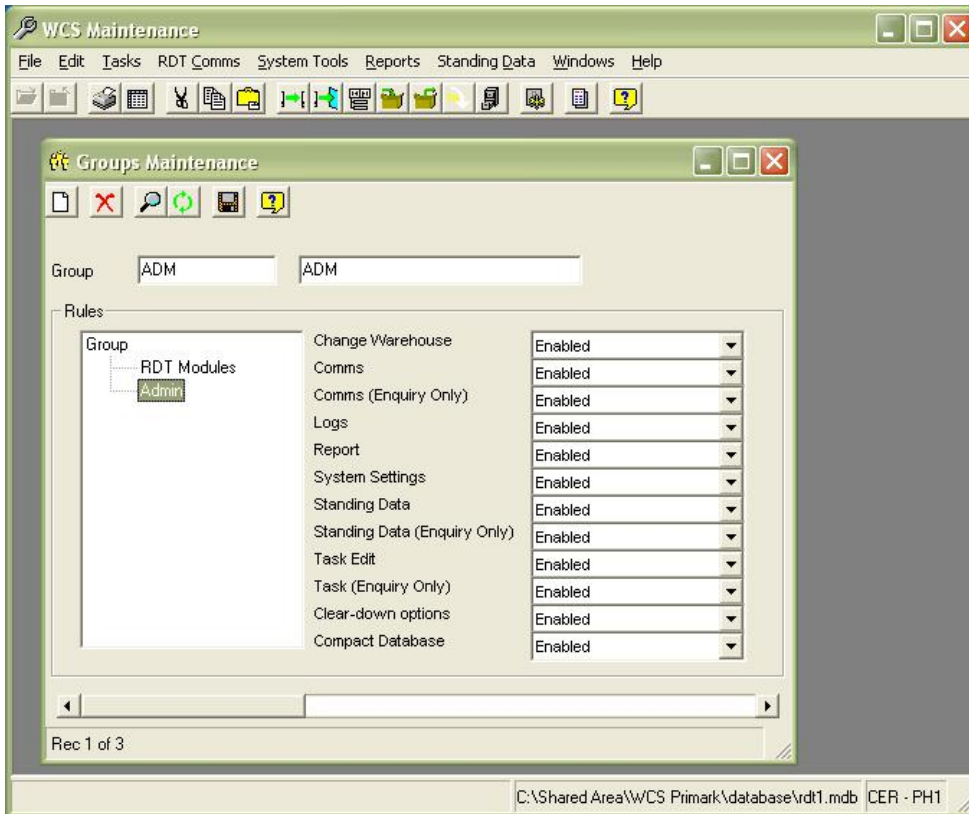 WCS Maintenance
File Edit Tasks RDT Comms System Tools Reports Standing Data Windows Help
Groups Maintenance
Group ADM ADM
Rules
Group
RDT Modules
Admin
Change Warehouse Enabled
Comms Enabled
Comms (Enquiry Only) Enabled
Logs Enabled
Report Enabled
System Settings Enabled
Standing Data Enabled
Standing Data (Enquiry Only) Enabled
Task Edit Enabled
Task (Enquiry Only) Enabled
Clear-down options Enabled
Compact Database Enabled
Rec 1 of 3
C:\Shared Area\WCS Primark\database\rdt1.mdb CER - PH1